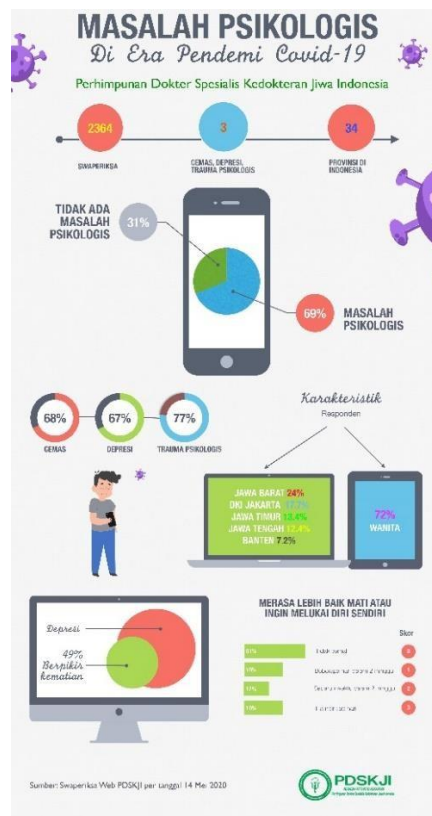 MASALAH PSIKOLOGIS
Di Era Pendemi Covid-19
Perhimpunan Dokter Spesialis Kedokteran Jiwa Indonesia
2364
3
34
SWAPERIKSA
CEMAS, DEPRESI,
TRAUMA PSIKOLOGIS
PROVINSI DI
INDONESIA
TIDAK ADA
MASALAH
PSIKOLOGIS
31%
69%
MASALAH
PSIKOLOGIS
68%
67%
77%
CEMAS
DEPRESI
TRAUMA PSIKOLOGIS
Karakteristik
Responden
JAWA BARAT 24%
DKI JAKARTA
JAWA TIMUR
JAWA TENGAH 12.4%
BANTEN 7.2%
72%
WANITA
Depresi
49%
Berpikir
kematian
MERASA LEBIH BAIK MATI ATAU
INGIN MELUKAI DIRI SENDIRI
Skor
Sumber: Swaperiksa Web PDSKJI per tanggal 14 Mei 2020
PDSKJI